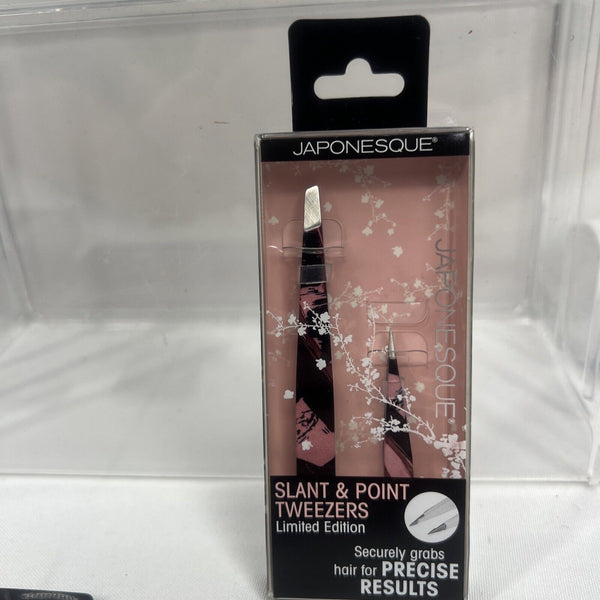 JAPONESQUE®
JAPONESQUE®
SLANT & POINT
TWEEZERS
Limited Edition
Securely grabs
hair for PRECISE
RESULTS